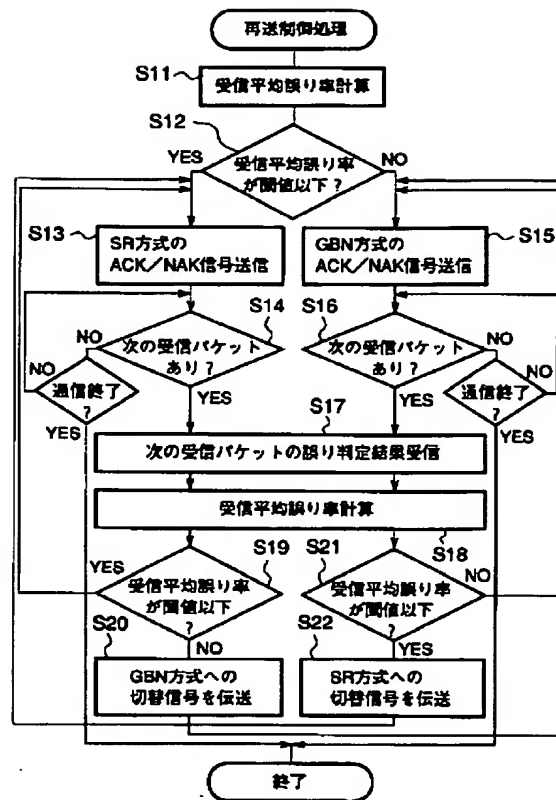 再送制御処理
S11
受信平均誤り率計算
S12
YES
受信平均誤り率
が閾値以下？
NO
S13
SR方式の
ACK／NAK信号送信
GBN方式の
ACK／NAK信号送信
S15
S14
S16
NO
次の受信パケット
あり？
次の受信パケット
あり？
NO
NO
通信終了
？
YES
YES
YES
NO
通信終了
？
YES
S17
次の受信パケットの誤り判定結果受信
受信平均誤り率計算
S18
YES
S19
S21
NO
受信平均誤り率
が閾値以下
？
受信平均誤り率
が閾値以下
？
S20
NO
S22
YES
GBN方式への
切替信号を伝送
SR方式への
切替信号を伝送
終了